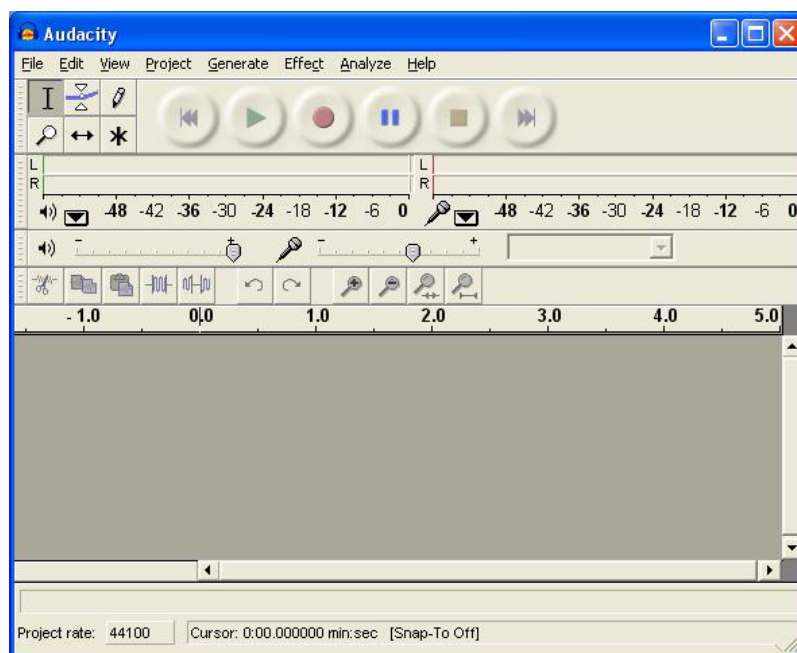 Audacity
File Edit View Project Generate Effect Analyze Help
L L
R R
-48 -42 -36 -30 -24 -18 -12 -6 0 -48 -42 -36 -30 -24 -18 -12 -6 0
- + - +
- 1.0 0.0 1.0 2.0 3.0 4.0 5.0
Project rate: 44100 Cursor: 0:00.000000 min:sec [Snap-To Off]